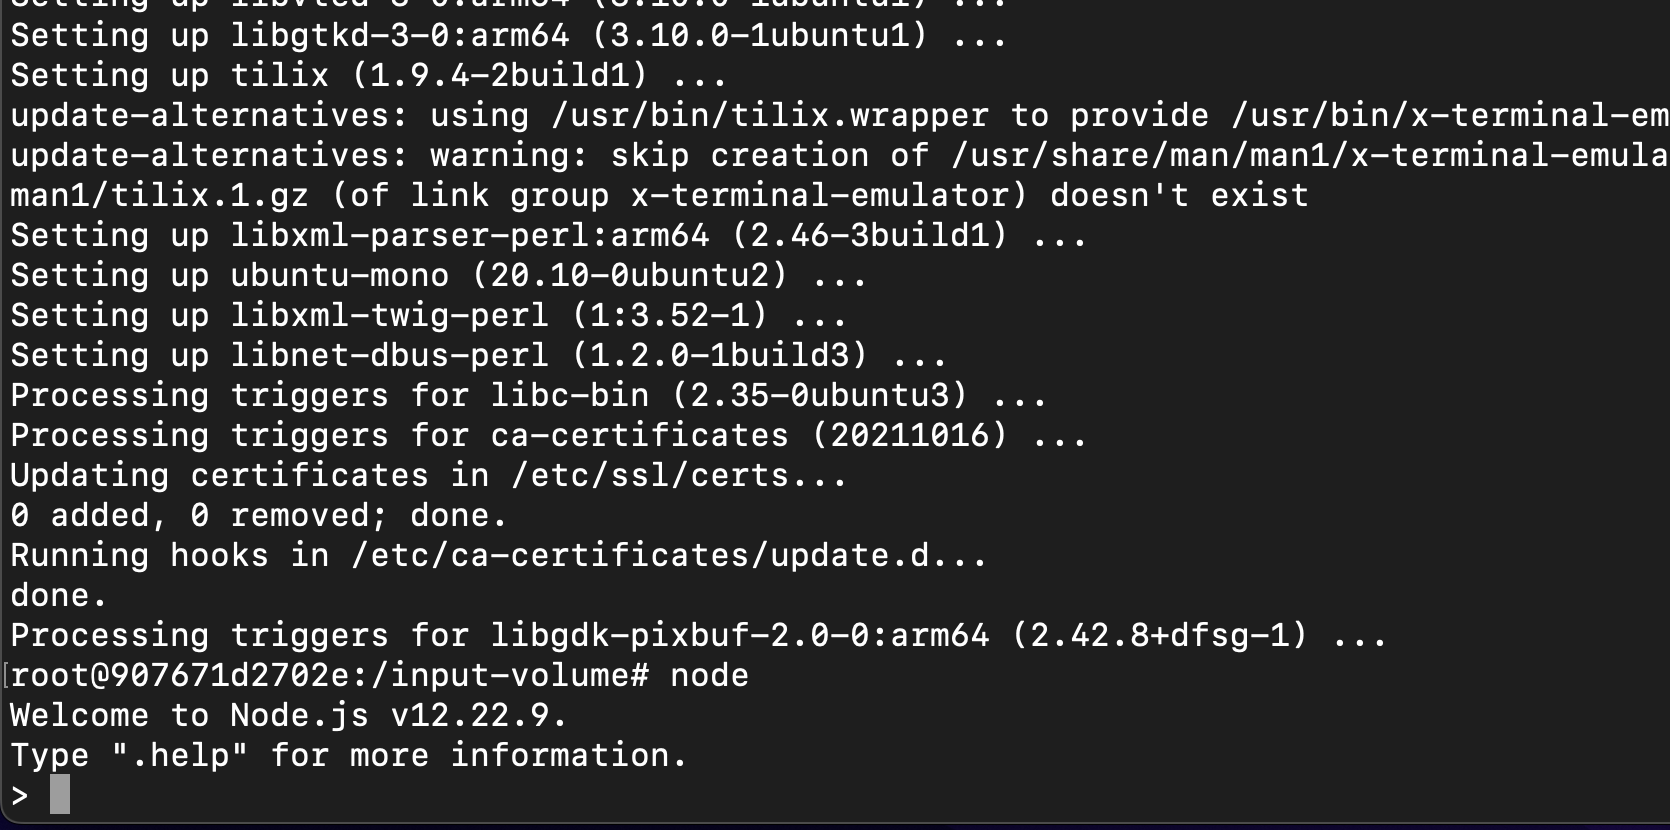 Setting up libgtkd-3-0:arm64 (3.10.0-1ubuntu1) ...
Setting up tilix (1.9.4-2build1) ...
update-alternatives: using /usr/bin/tilix.wrapper to provide /usr/bin/x-terminal-em
update-alternatives: warning: skip creation of /usr/share/man/man1/x-terminal-emula
man1/tilix.1.gz (of link group x-terminal-emulator) doesn't exist
Setting up libxml-parser-perl:arm64 (2.46-3build1) ...
Setting up ubuntu-mono (20.10-0ubuntu2) ...
Setting up libxml-twig-perl (1:3.52-1) ...
Setting up libnet-dbus-perl (1.2.0-1build3) ...
Processing triggers for libc-bin (2.35-0ubuntu3) ...
Processing triggers for ca-certificates (20211016) ...
Updating certificates in /etc/ssl/certs...
0 added, 0 removed; done.
Running hooks in /etc/ca-certificates/update.d...
done.
Processing triggers for libgdk-pixbuf-2.0-0:arm64 (2.42.8+dfsg-1) ...
[root@907671d2702e:/input-volume# node
Welcome to Node.js v12.22.9.
Type ".help" for more information.
>